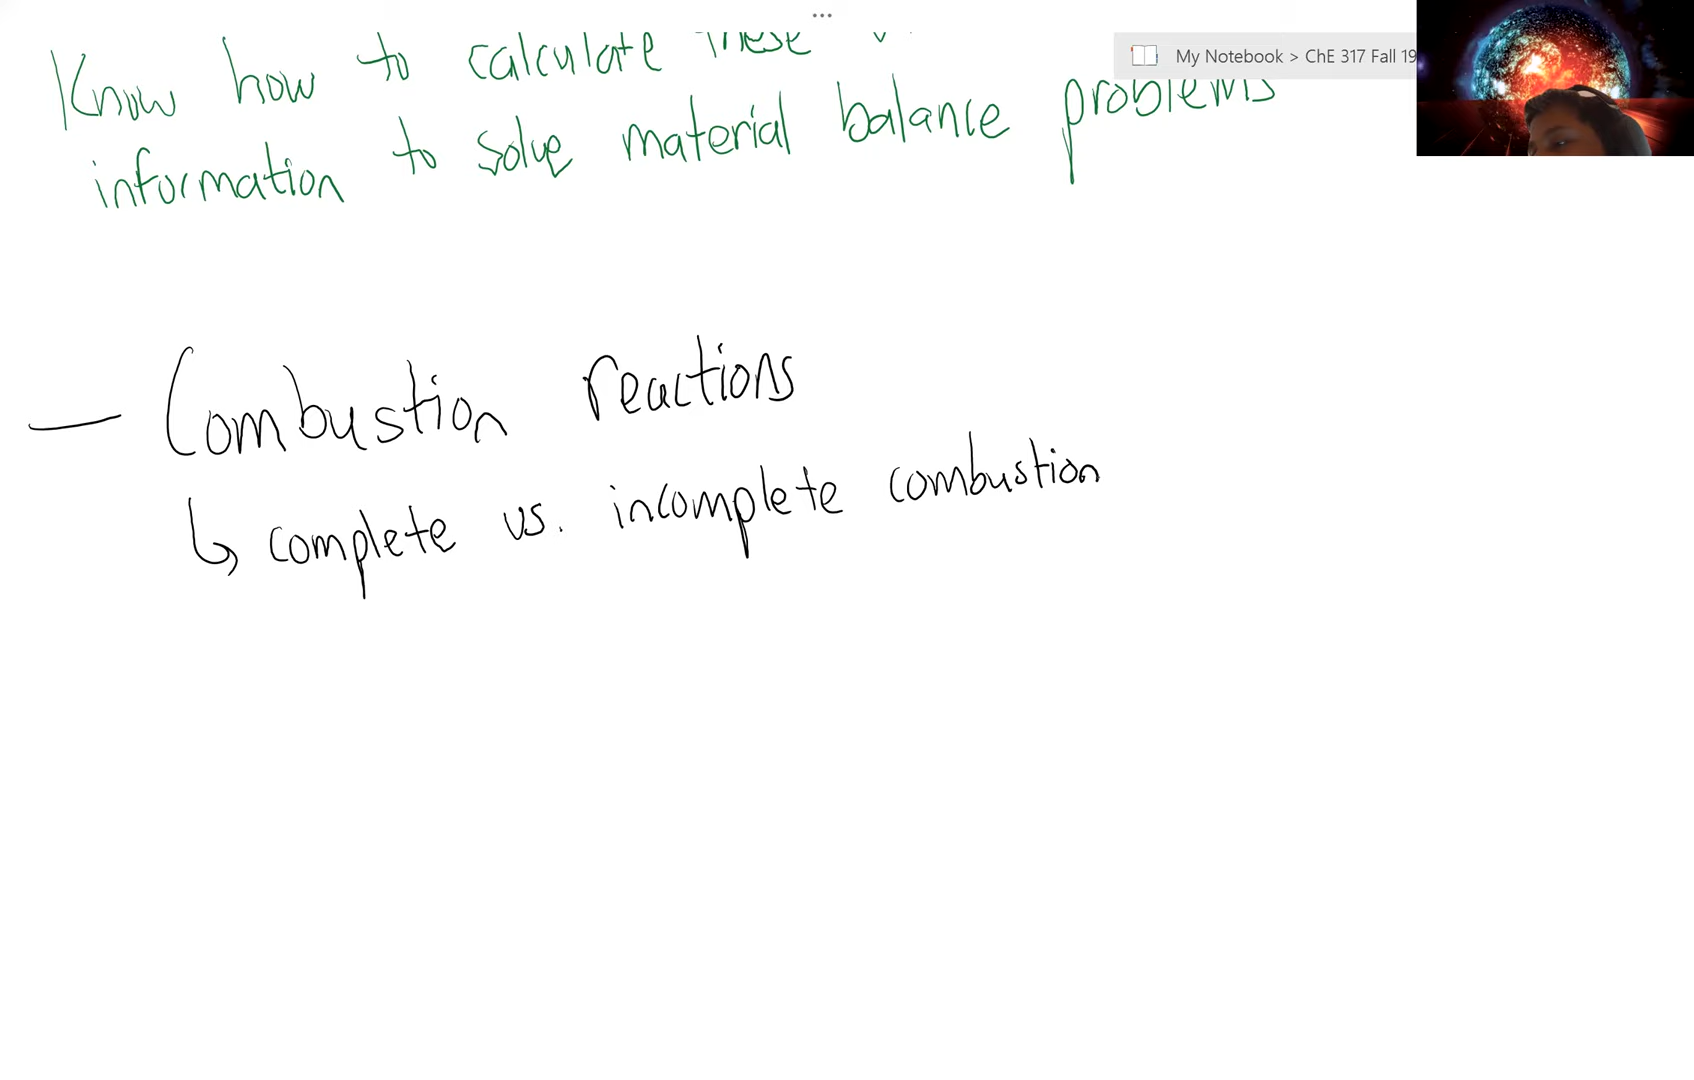 Know how to calculate these
My Notebook > ChE 317 Fall 19
information to solve material balance problems
— Combustion reactions
↳ complete vs. incomplete combustion